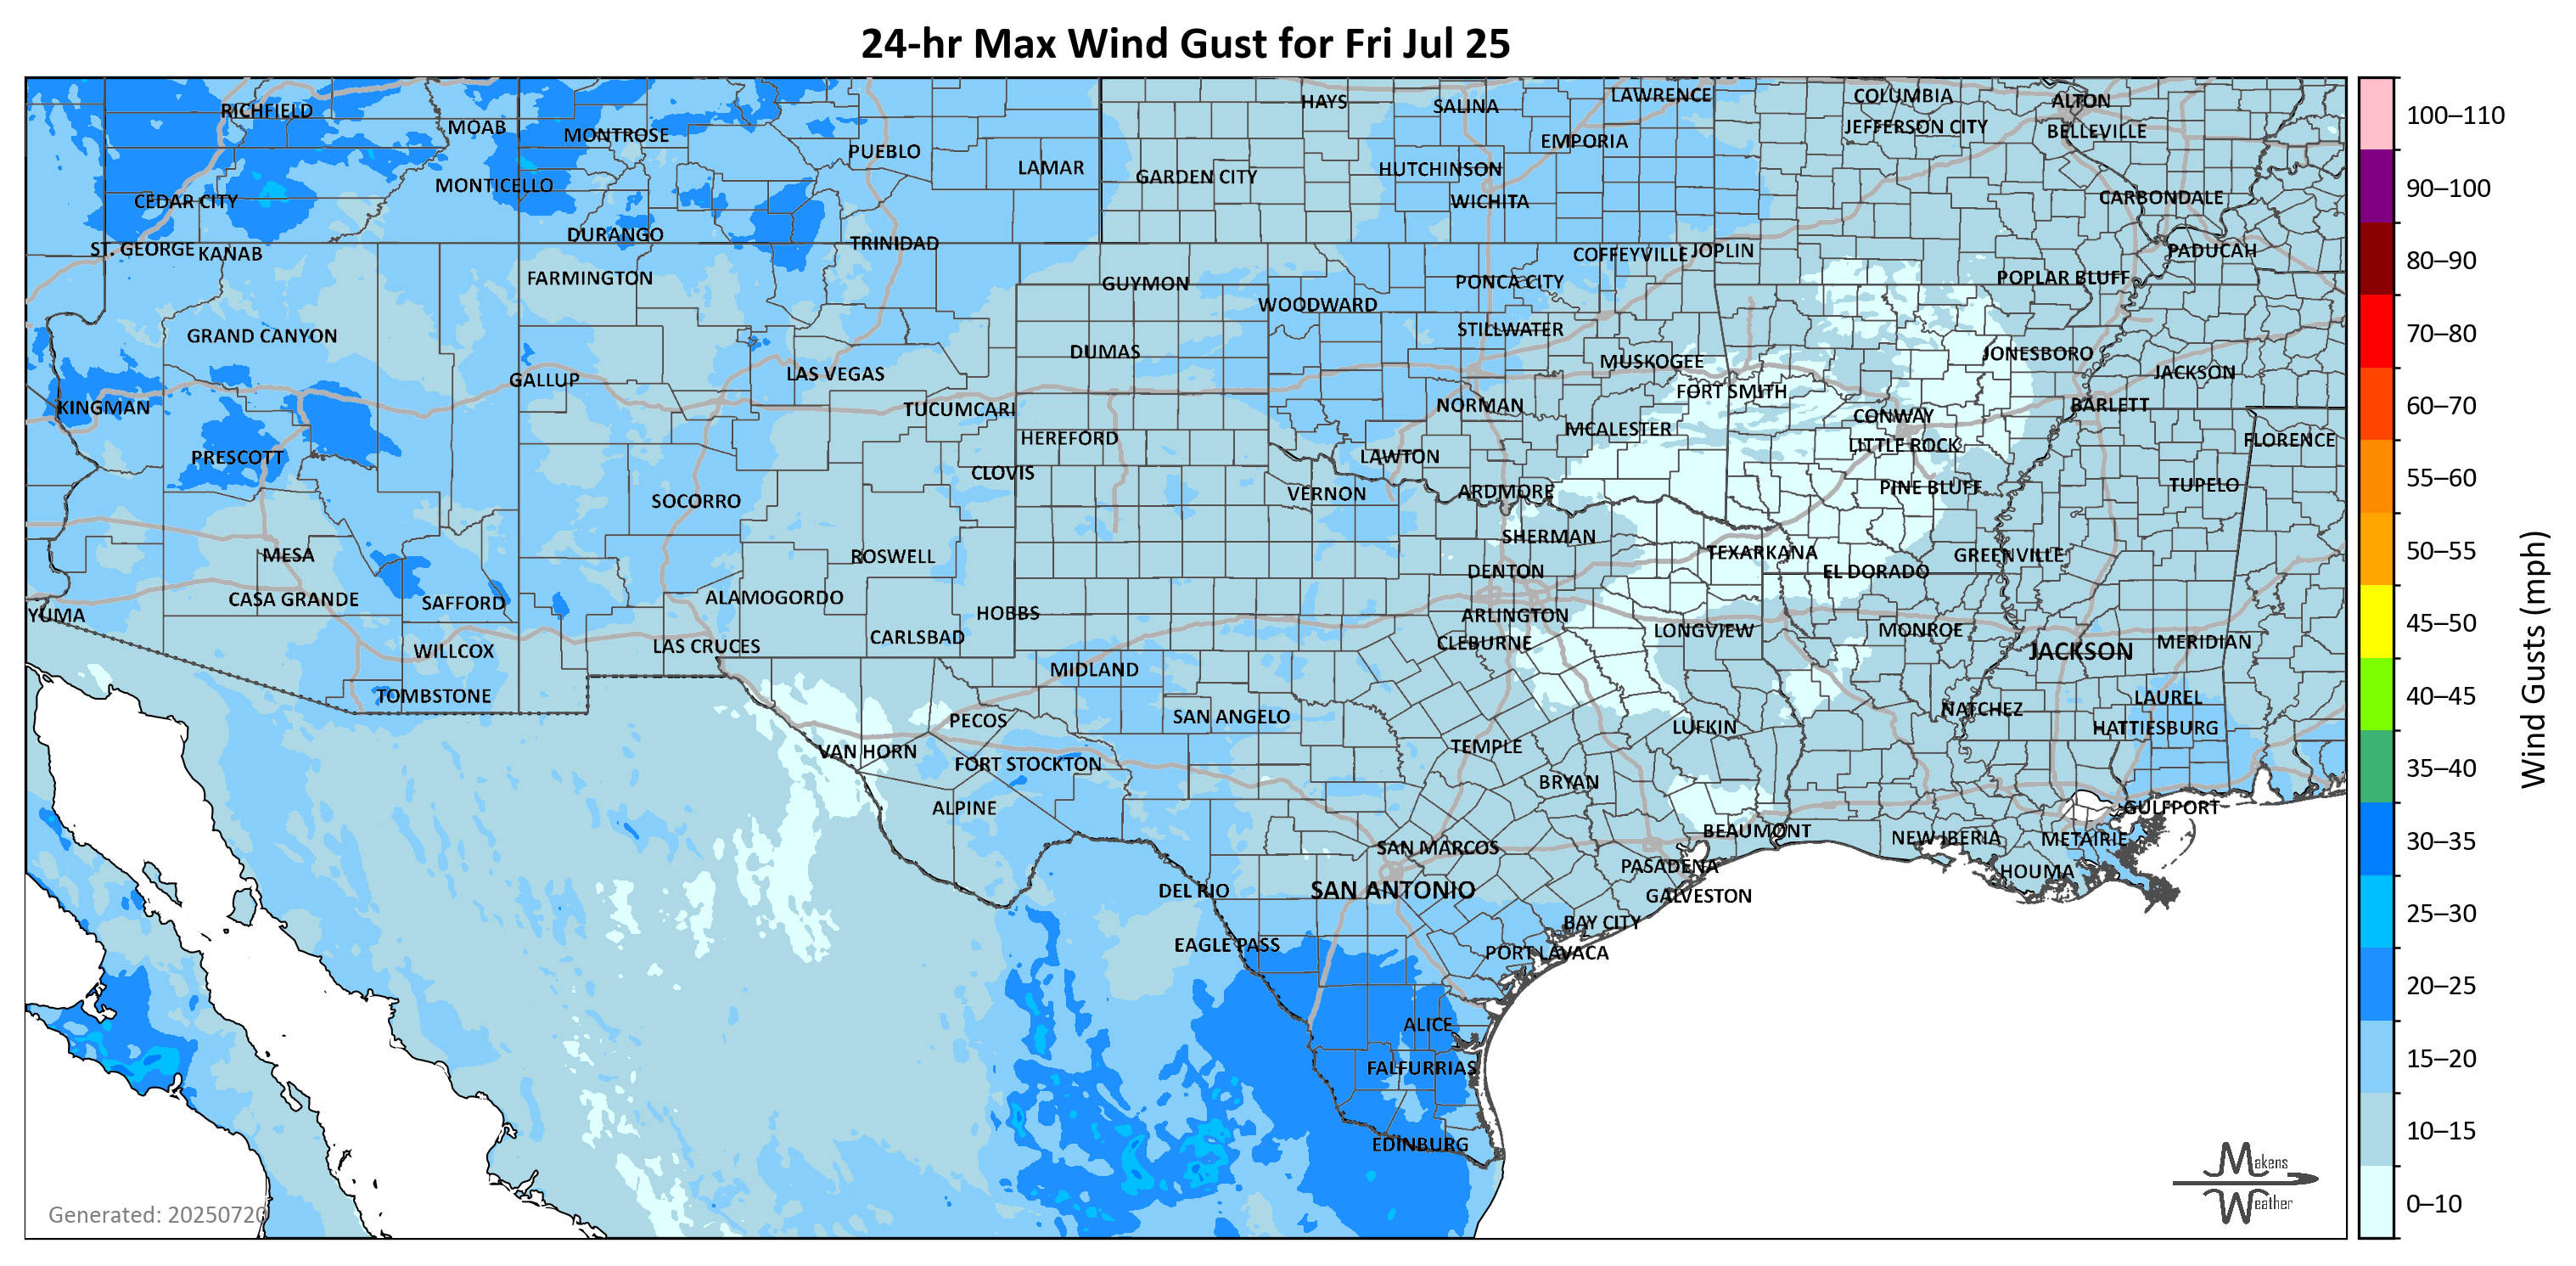 24-hr Max Wind Gust for Fri Jul 25
RICHFIELD
MOAB
MONTROSE
PUEBLO
LAMAR
HAYS
SALINA
LAWRENCE
COLUMBIA
ALTON
JEFFERSON CITY
BELLEVILLE
EMPORIA
HUTCHINSON
GARDEN CITY
MONTICELLO
CEDAR CITY
WICHITA
CARBONDALE
DURANGO
TRINIDAD
ST. GEORGE
KANAB
COFFEYVILLE
JOPLIN
PADUCAH
FARMINGTON
GUYMON
PONCA CITY
POPLAR BLUFF
WOODWARD
GRAND CANYON
STILLWATER
DUMAS
MUSKOGEE
JONESBORO
GALLUP
LAS VEGAS
JACKSON
FORT SMITH
KINGMAN
TUCUMCARI
NORMAN
CONWAY
BARLETT
HEREFORD
MCALESTER
LITTLE ROCK
FLORENCE
PRESCOTT
LAWTON
CLOVIS
SOCORRO
VERNON
ARDMORE
PINE BLUFF
TUPELO
SHERMAN
MESA
ROSWELL
TEXARKANA
GREENVILLE
DENTON
EL DORADO
CASA GRANDE
SAFFORD
ALAMOGORDO
HOBBS
YUMA
ARLINGTON
LAS CRUCES
CARLSBAD
CLEBURNE
LONGVIEW
MONROE
JACKSON
MERIDIAN
WILLCOX
MIDLAND
TOMBSTONE
LAUREL
PECOS
SAN ANGELO
NATCHEZ
LUFKIN
HATTIESBURG
VAN HORN
FORT STOCKTON
TEMPLE
BRYAN
ALPINE
GULFPORT
BEAUMONT
NEW IBERIA
METAIRIE
SAN MARCOS
PASADENA
HOUMA
DEL RIO
SAN ANTONIO
GALVESTON
BAY CITY
EAGLE PASS
PORT LAVACA
ALICE
FALFURRIAS
EDINBURG
Generated: 20250720
Makens
Weather
100–110
90–100
80–90
70–80
60–70
55–60
50–55
45–50
40–45
35–40
30–35
25–30
20–25
15–20
10–15
0–10
Wind Gusts (mph)